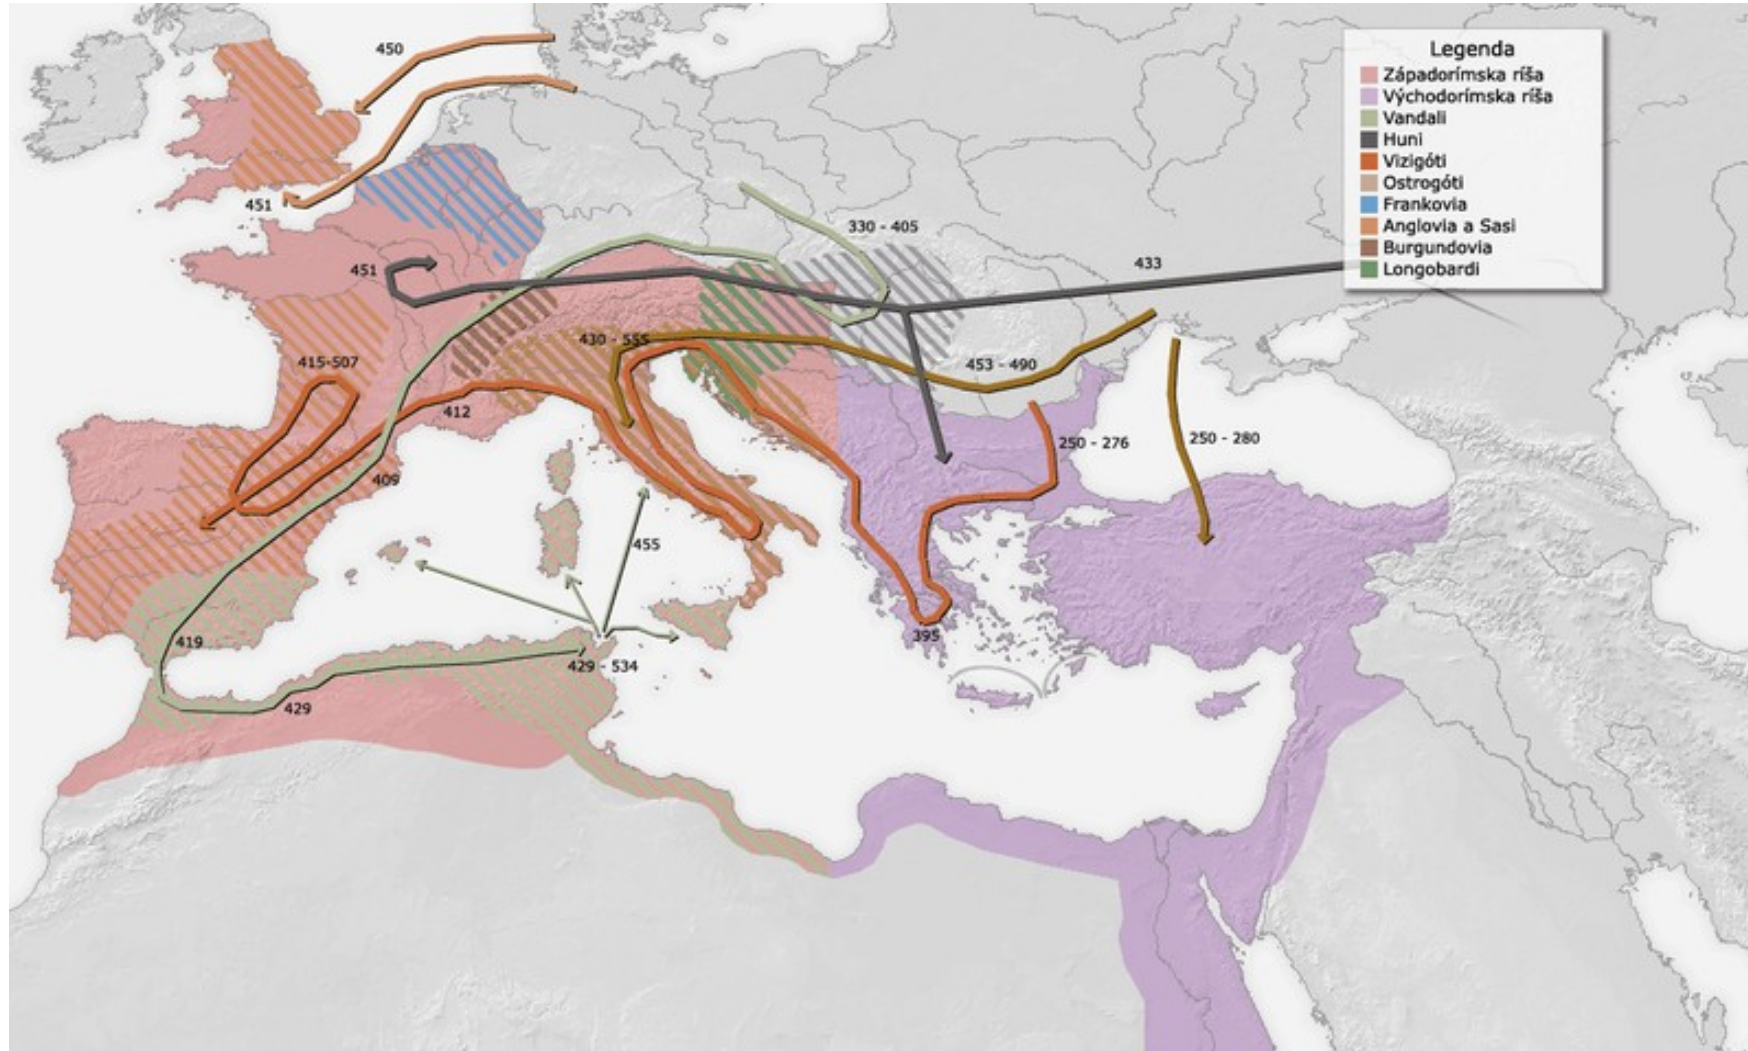 Legenda
Západorímska ríša
Východorímska ríša
Vandali
Huni
Vizigóti
Ostrogóti
Frankovia
Anglovia a Sasi
Burgundovia
Longobardi
450
451
330 - 405
451
433
430 - 555
415-507
453 - 490
412
250 - 276
250 - 280
409
455
419
395
429 - 534
429